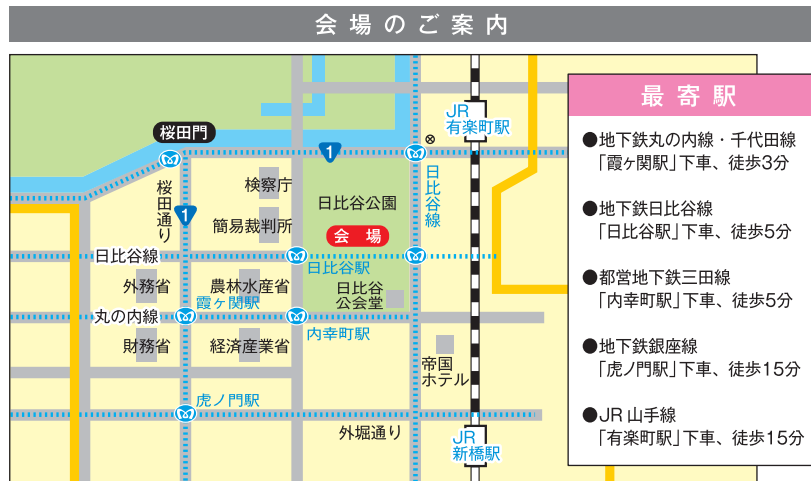 会場のご案内
桜田門
JR
有楽町駅
1
検察庁
日比谷公園
日比谷線
桜田通り
1
簡易裁判所
会場
日比谷線
日比谷駅
外務省
農林水産省
日比谷
公会堂
霞ヶ関駅
丸の内線
内幸町駅
財務省
経済産業省
帝国
ホテル
虎ノ門駅
外堀通り
JR
新橋駅
最寄駅
●地下鉄丸の内線・千代田線
「霞ヶ関駅」下車、徒歩3分
●地下鉄日比谷線
「日比谷駅」下車、徒歩5分
●都営地下鉄三田線
「内幸町駅」下車、徒歩5分
●地下鉄銀座線
「虎ノ門駅」下車、徒歩15分
●JR山手線
「有楽町駅」下車、徒歩15分